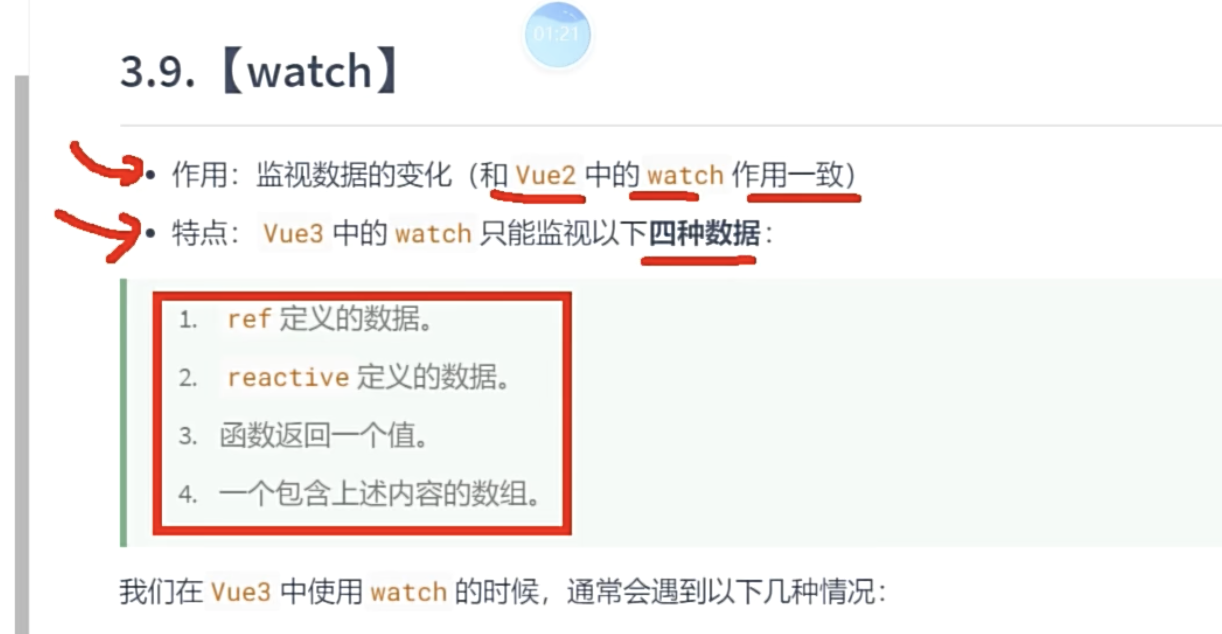 01:21
3.9.【watch】
• 作用：监视数据的变化（和 Vue2 中的 watch 作用一致）
• 特点：Vue3 中的 watch 只能监视以下四种数据：
1. ref 定义的数据。
2. reactive 定义的数据。
3. 函数返回一个值。
4. 一个包含上述内容的数组。
我们在 Vue3 中使用 watch 的时候，通常会遇到以下几种情况：